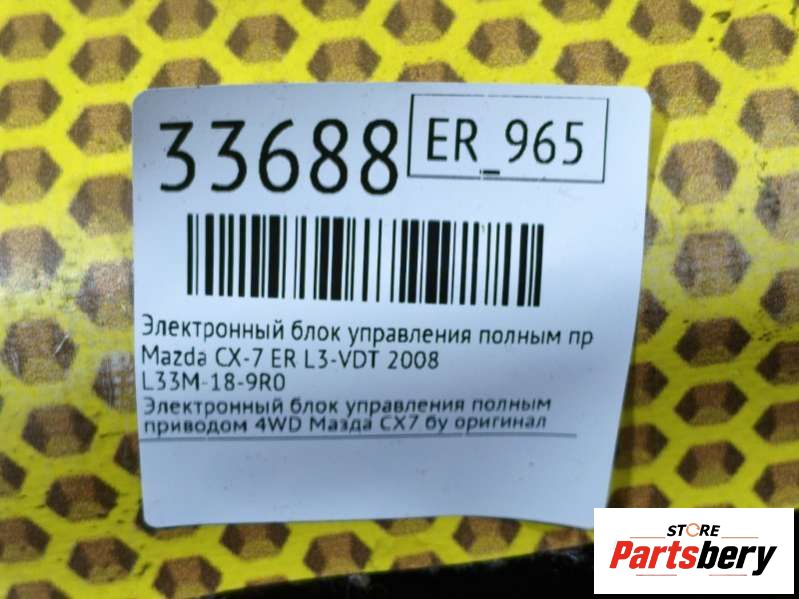 33688
ER_965
Электронный блок управления полным пр
Mazda CX-7 ER L3-VDT 2008
L33M-18-9R0
Электронный блок управления полным
приводом 4WD Мазда СХ7 бу оригинал
STORE
Partsbery